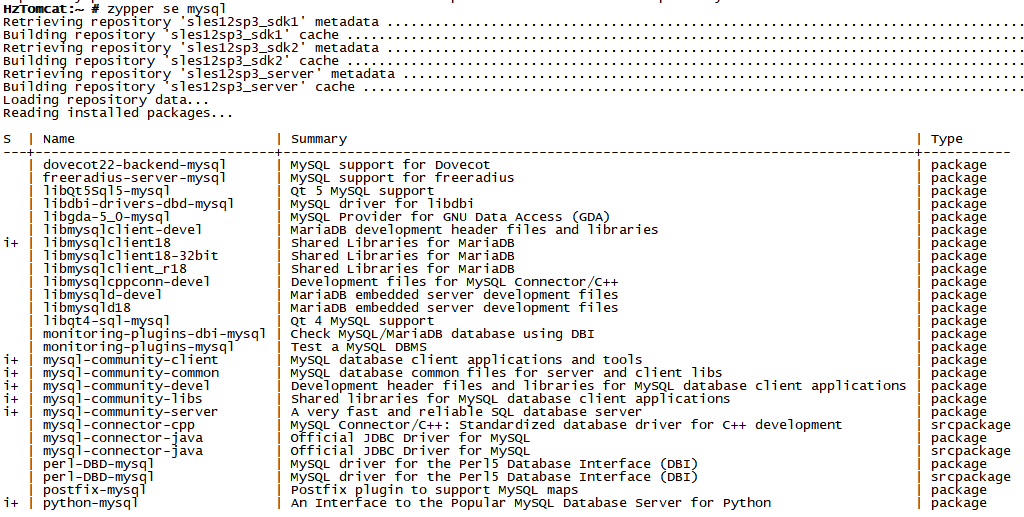 HzTomcat:~ # zypper se mysql
Retrieving repository 'sles12sp3_sdk1' metadata ................................................................................
Building repository 'sles12sp3_sdk1' cache .....................................................................................
Retrieving repository 'sles12sp3_sdk2' metadata ................................................................................
Building repository 'sles12sp3_sdk2' cache .....................................................................................
Retrieving repository 'sles12sp3_server' metadata ..............................................................................
Building repository 'sles12sp3_server' cache ...................................................................................
Loading repository data...
Reading installed packages...

S  | Name                         | Summary                                                                       | Type
---+------------------------------+-------------------------------------------------------------------------------+-----------
   | dovecot22-backend-mysql      | MySQL support for Dovecot                                                     | package
   | freeradius-server-mysql      | MySQL support for freeradius                                                  | package
   | libQt5Sql5-mysql             | Qt 5 MySQL support                                                            | package
   | libdbi-drivers-dbd-mysql     | MySQL driver for libdbi                                                       | package
   | libgda-5_0-mysql             | MySQL Provider for GNU Data Access (GDA)                                      | package
   | libmysqlclient-devel         | MariaDB development header files and libraries                                | package
i+ | libmysqlclient18             | Shared Libraries for MariaDB                                                  | package
   | libmysqlclient18-32bit       | Shared Libraries for MariaDB                                                  | package
   | libmysqlclient_r18           | Shared Libraries for MariaDB                                                  | package
   | libmysqlcppconn-devel        | Development files for MySQL Connector/C++                                     | package
   | libmysqld-devel              | MariaDB embedded server development files                                     | package
   | libmysqld18                  | MariaDB embedded server development files                                     | package
   | libqt4-sql-mysql             | Qt 4 MySQL support                                                            | package
   | monitoring-plugins-dbi-mysql | Check MySQL/MariaDB database using DBI                                        | package
   | monitoring-plugins-mysql     | Test a MySQL DBMS                                                             | package
i+ | mysql-community-client       | MySQL database client applications and tools                                  | package
i+ | mysql-community-common       | MySQL database common files for server and client libs                        | package
i+ | mysql-community-devel        | Development header files and libraries for MySQL database client applications | package
i+ | mysql-community-libs         | Shared libraries for MySQL database client applications                       | package
i+ | mysql-community-server       | A very fast and reliable SQL database server                                  | package
   | mysql-connector-cpp          | MySQL Connector/C++: Standardized database driver for C++ development         | srcpackage
   | mysql-connector-java         | Official JDBC Driver for MySQL                                                | package
   | mysql-connector-java         | Official JDBC Driver for MySQL                                                | srcpackage
   | perl-DBD-mysql               | MySQL driver for the Perl5 Database Interface (DBI)                           | package
   | perl-DBD-mysql               | MySQL driver for the Perl5 Database Interface (DBI)                           | srcpackage
   | postfix-mysql                | Postfix plugin to support MySQL maps                                          | package
i+ | python-mysql                 | An Interface to the Popular MySQL Database Server for Python                  | package